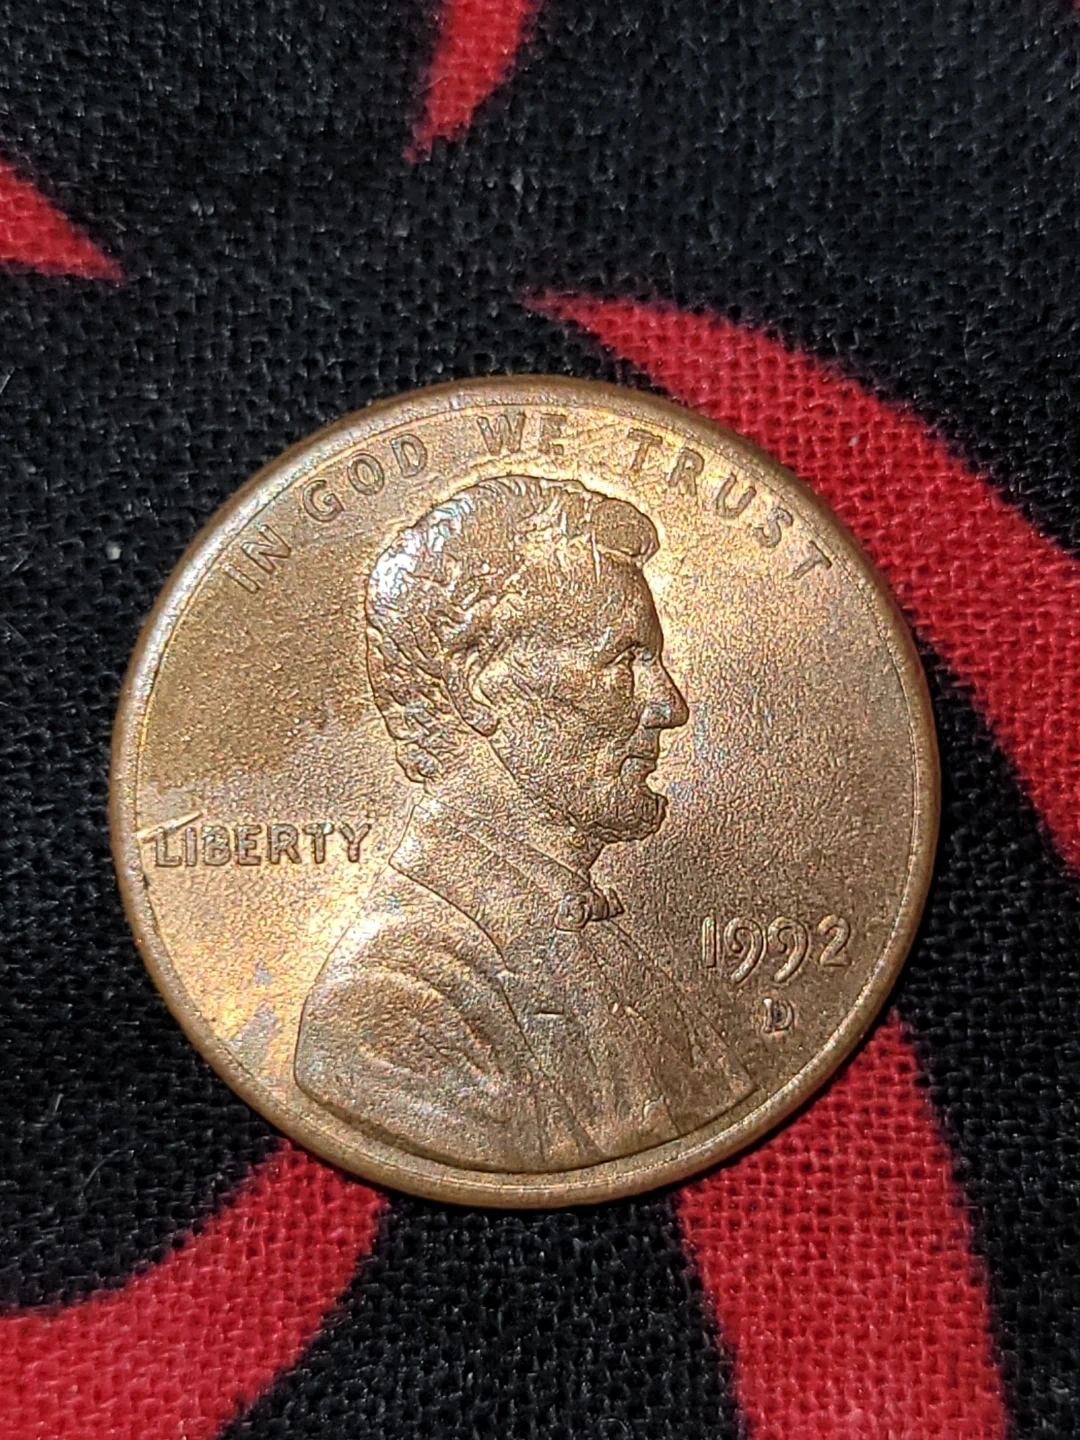 IN GOD WE TRUST
LIBERTY
1992
D